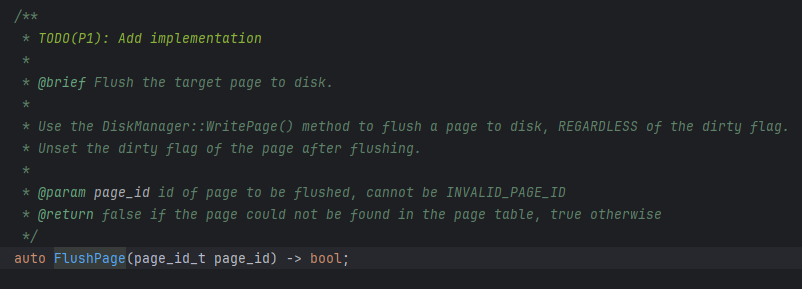 /**
* TODO(P1): Add implementation
*
* @brief Flush the target page to disk.
*
* Use the DiskManager::WritePage() method to flush a page to disk, REGARDLESS of the dirty flag.
* Unset the dirty flag of the page after flushing.
*
* @param page_id id of page to be flushed, cannot be INVALID_PAGE_ID
* @return false if the page could not be found in the page table, true otherwise
*/
auto FlushPage(page_id_t page_id) -> bool;